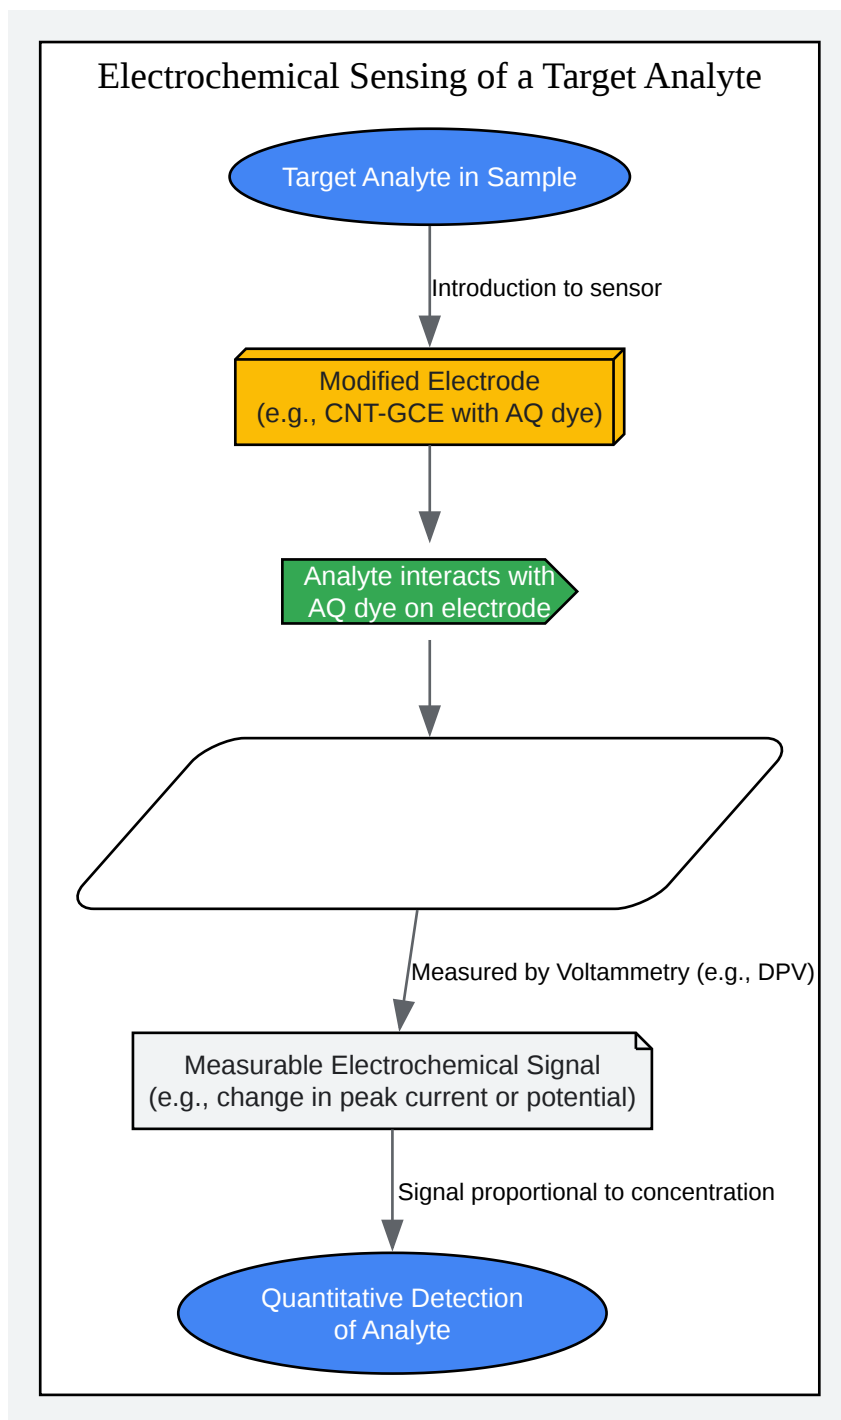 Electrochemical Sensing of a Target Analyte
Target Analyte in Sample
Introduction to sensor
Modified Electrode
(e.g., CNT-GCE with AQ dye)
Analyte interacts with
AQ dye on electrode
Measured by Voltammetry (e.g., DPV)
Measurable Electrochemical Signal
(e.g., change in peak current or potential)
Signal proportional to concentration
Quantitative Detection
of Analyte